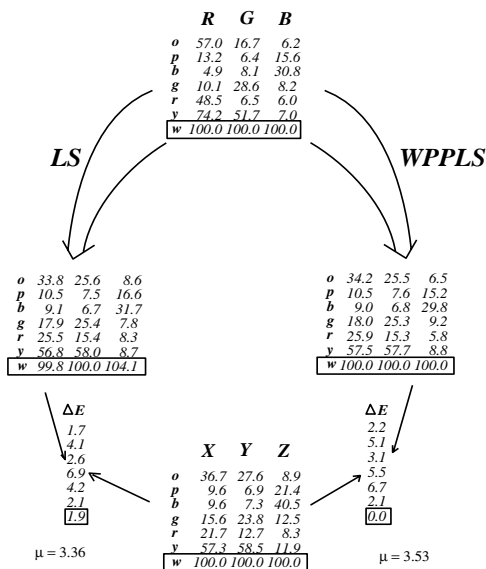 R G B
o 57.0 16.7 6.2
p 13.2 6.4 15.6
b 4.9 8.1 30.8
g 10.1 28.6 8.2
r 48.5 6.5 6.0
y 74.2 51.7 7.0
w 100.0 100.0 100.0
LS WPPLS
o 33.8 25.6 8.6
p 10.5 7.5 16.6
b 9.1 6.7 31.7
g 17.9 25.4 7.8
r 25.5 15.4 8.3
y 56.8 58.0 8.7
w 99.8 100.0 104.1
o 34.2 25.5 6.5
p 10.5 7.6 15.2
b 9.0 6.8 29.8
g 18.0 25.3 9.2
r 25.9 15.3 5.8
y 57.5 57.7 8.8
w 100.0 100.0 100.0
ΔE
1.7
4.1
2.6
6.9
4.2
2.1
1.9
μ = 3.36
X Y Z
o 36.7 27.6 8.9
p 9.6 6.9 21.4
b 9.6 7.3 40.5
g 15.6 23.8 12.5
r 21.7 12.7 8.3
y 57.3 58.5 11.9
w 100.0 100.0 100.0
ΔE
2.2
5.1
3.1
5.5
6.7
2.1
0.0
μ = 3.53